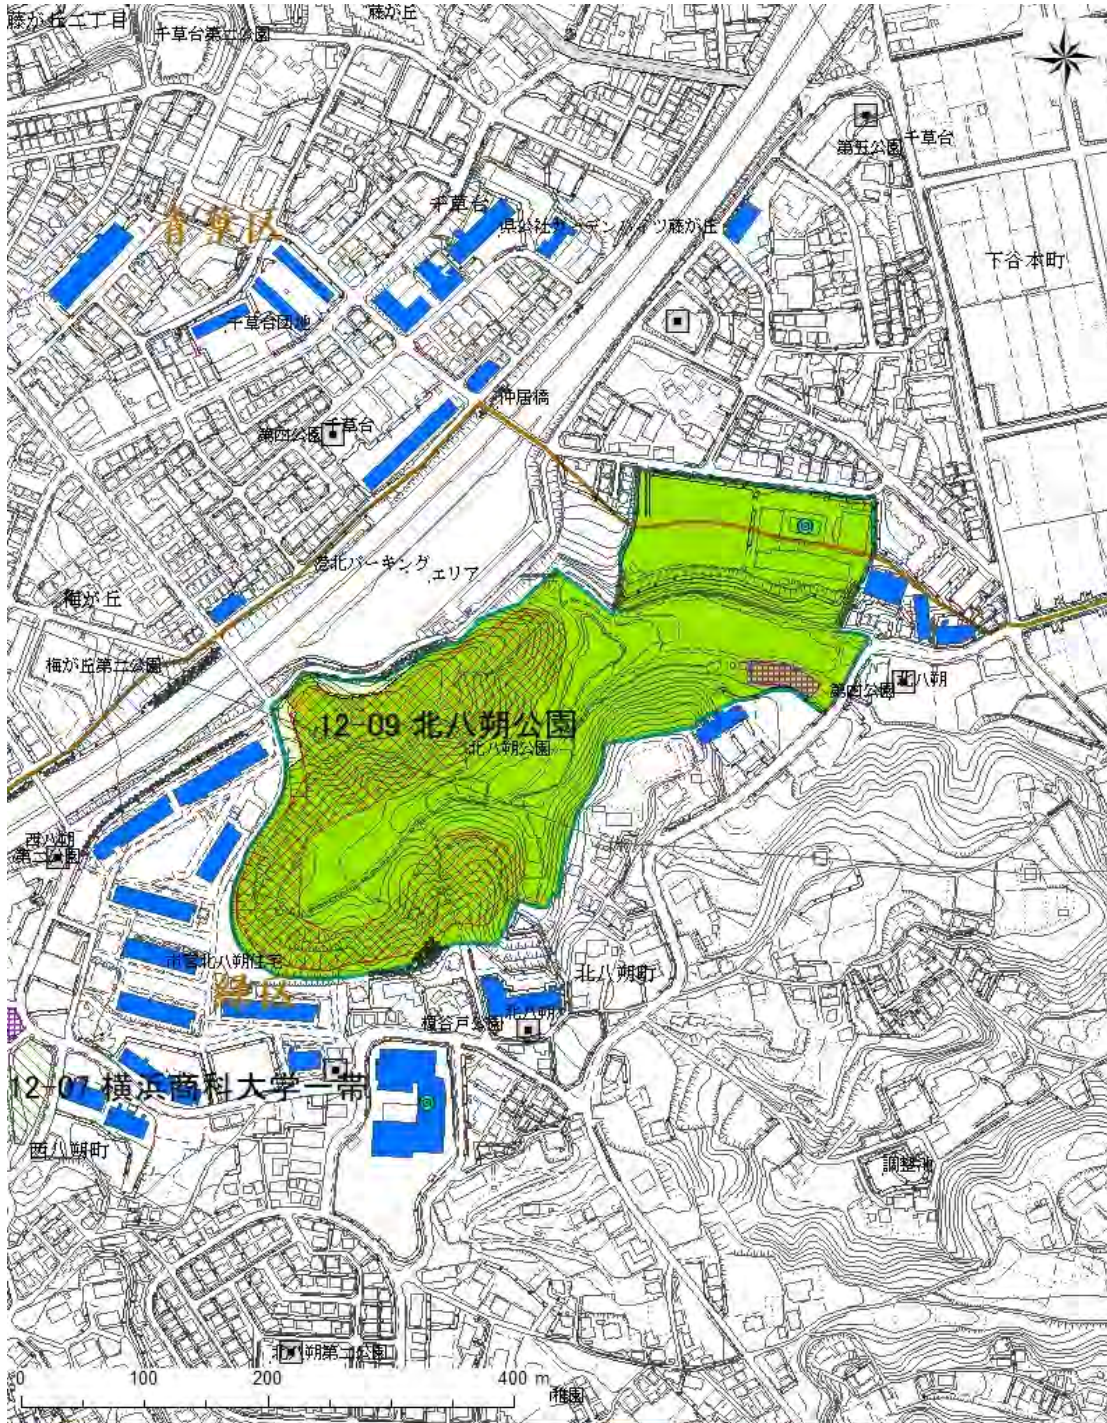 藤が丘二丁目
藤が丘
千草台第二公園
千草台
第五公園
青葉区
千草台
県公社ガーデンハイツ藤が丘
下谷本町
千草台団地
仲居橋
千草台
第四公園
港北パーキング
エリア
梅が丘
梅が丘第二公園
北八朔
第四公園
12-09 北八朔公園
北八朔公園
西八朔
第二公園
市営北八朔住宅
緑区
北八朔町
北八朔
榎谷戸公園
12-07 横浜商科大学一帯
西八朔町
調整池
北八朔第二公園
0 100 200 400 m
稚園